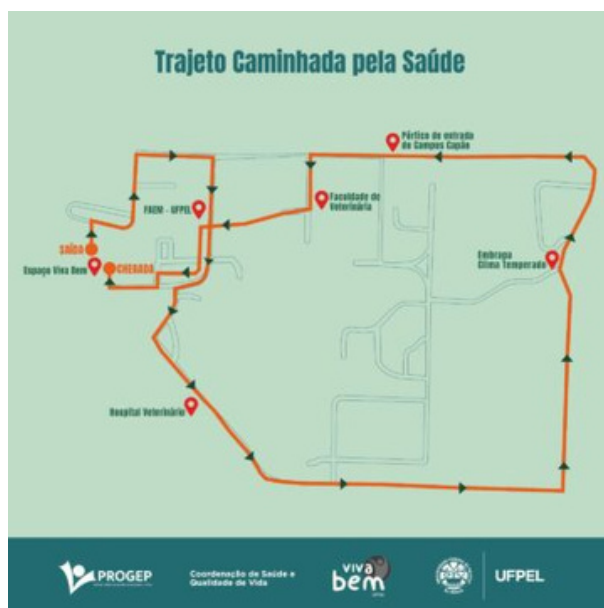 Trajeto Caminhada pela Saúde
Pórtico de entrada
do Campus Capão
FAEM - UFPEL
Faculdade de
Veterinária
SAÍDA
Espaço Viva Bem
CHEGADA
Embrapa
Clima Temperado
Hospital Veterinário
PROGEP
Coordenação de Saúde e
Qualidade de Vida
VIVA
bem
UFPEL